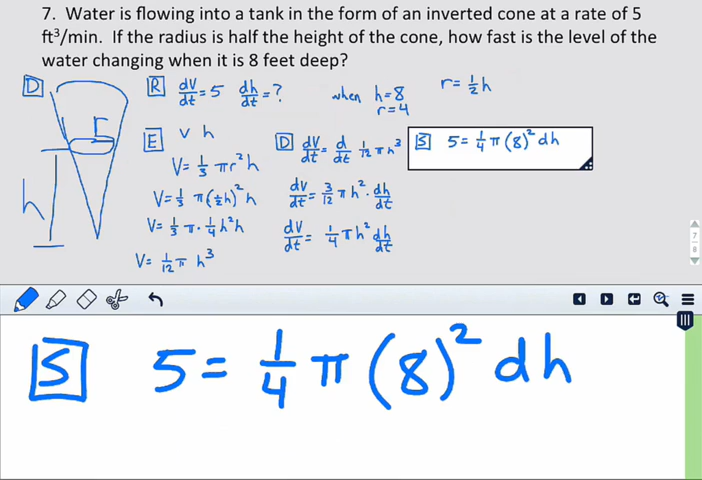 7. Water is flowing into a tank in the form of an inverted cone at a rate of 5
ft³/min. If the radius is half the height of the cone, how fast is the level of the
water changing when it is 8 feet deep?
D
r
h
R dV/dt = 5 dh/dt = ?
when h = 8
r = 4
r = 1/2 h
E V h
V = 1/3 πr²h
V = 1/3 π(1/2 h)² h
V = 1/3 π · 1/4 h² h
V = 1/12 π h³
D dV/dt = d/dt 1/12 π h³
dV/dt = 3/12 π h² · dh/dt
dV/dt = 1/4 π h² dh/dt
S 5 = 1/4 π (8)² dh
7/8
S 5 = 1/4 π (8)² dh